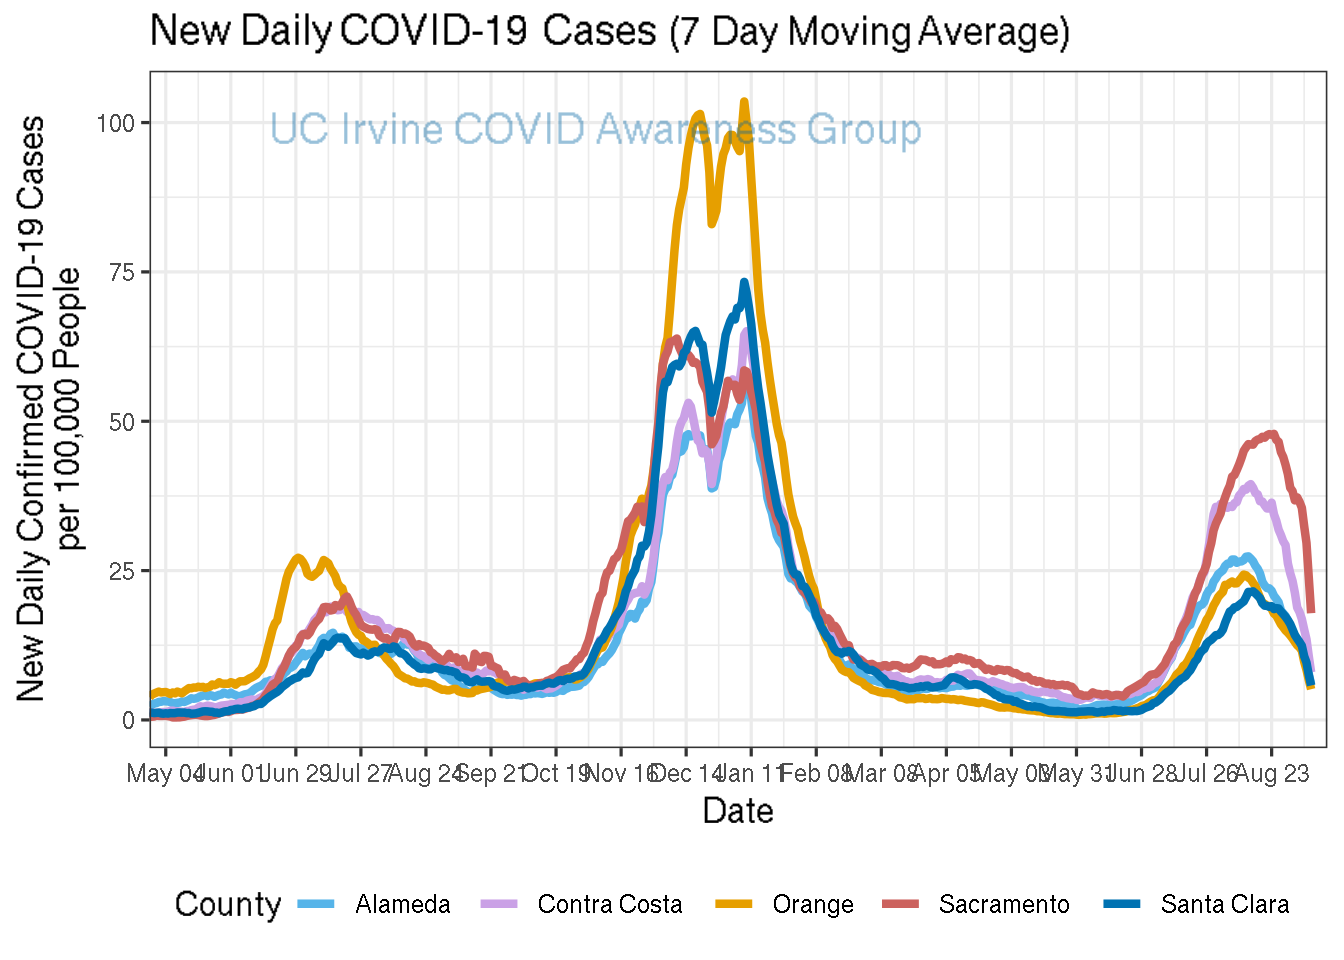 New Daily COVID-19 Cases (7 Day Moving Average)
UC Irvine COVID Awareness Group
New Daily Confirmed COVID-19 Cases
per 100,000 People
100
75
50
25
0
May 04 Jun 01 Jun 29 Jul 27 Aug 24 Sep 21 Oct 19 Nov 16 Dec 14 Jan 11 Feb 08 Mar 08 Apr 05 May 03 May 31 Jun 28 Jul 26 Aug 23
Date
County Alameda Contra Costa Orange Sacramento Santa Clara